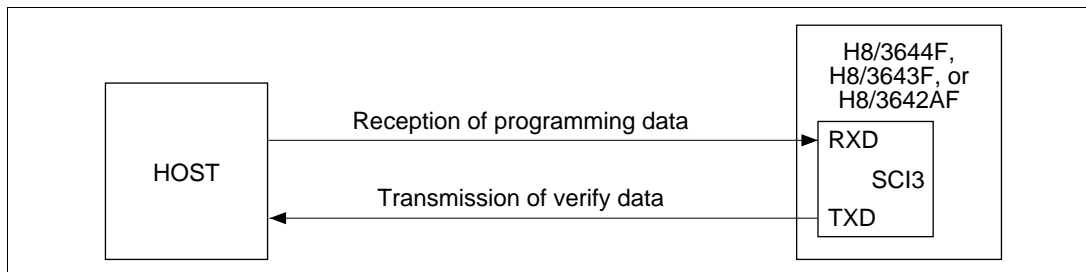 H8/3644F,
H8/3643F, or
H8/3642AF
Reception of programming data
RXD
HOST
SCI3
Transmission of verify data
TXD